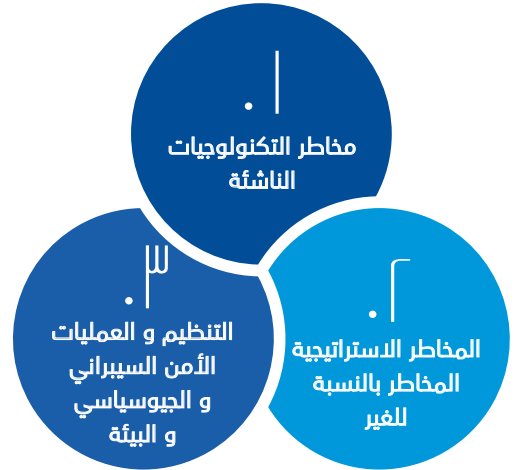 ١.
مخاطر التكنولوجيات
الناشئة
٢.
المخاطر الاستراتيجية
المخاطر بالنسبة
للغير
٣.
التنظيم و العمليات
الأمن السيبراني
و الجيوسياسي
و البيئة